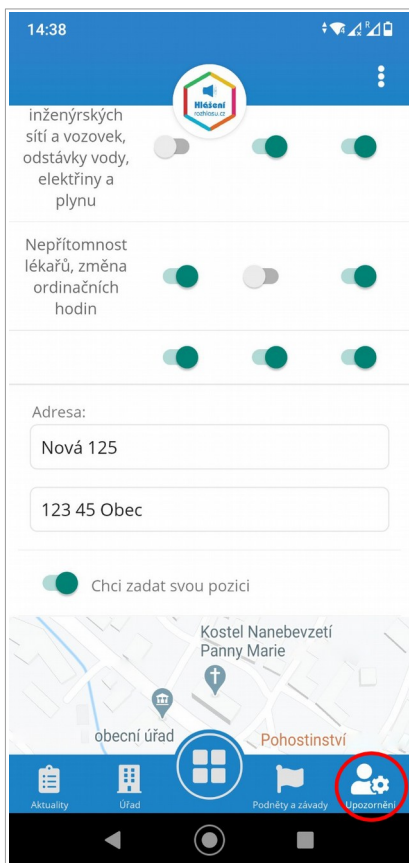 14:38
R
Hlášení
rozhlasu.cz
inženýrských
sítí a vozovek,
odstávky vody,
elektřiny a
plynu
Nepřítomnost
lékařů, změna
ordinačních
hodin
Adresa:
Nová 125
123 45 Obec
Chci zadat svou pozici
Kostel Nanebevzetí
Panny Marie
obecní úřad
Pohostinství
Aktuality
Úřad
Podněty a závady
Upozornění